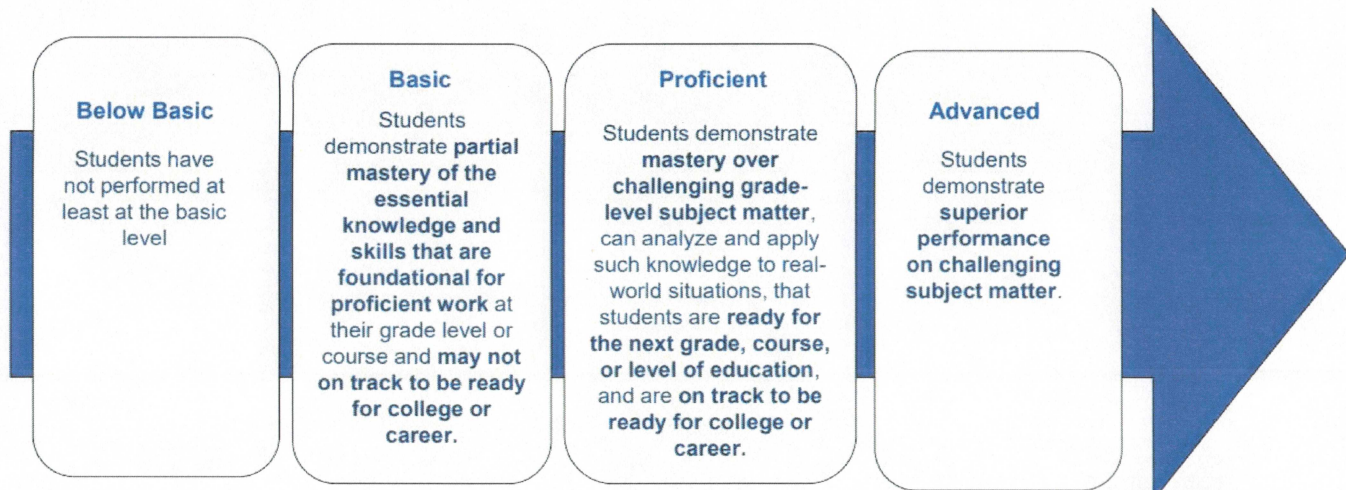 Below Basic
Students have
not performed at
least at the basic
level
Basic
Students
demonstrate partial
mastery of the
essential
knowledge and
skills that are
foundational for
proficient work at
their grade level or
course and may not
on track to be ready
for college or
career.
Proficient
Students demonstrate
mastery over
challenging grade-
level subject matter,
can analyze and apply
such knowledge to real-
world situations, that
students are ready for
the next grade, course,
or level of education,
and are on track to be
ready for college or
career.
Advanced
Students
demonstrate
superior
performance
on challenging
subject matter.